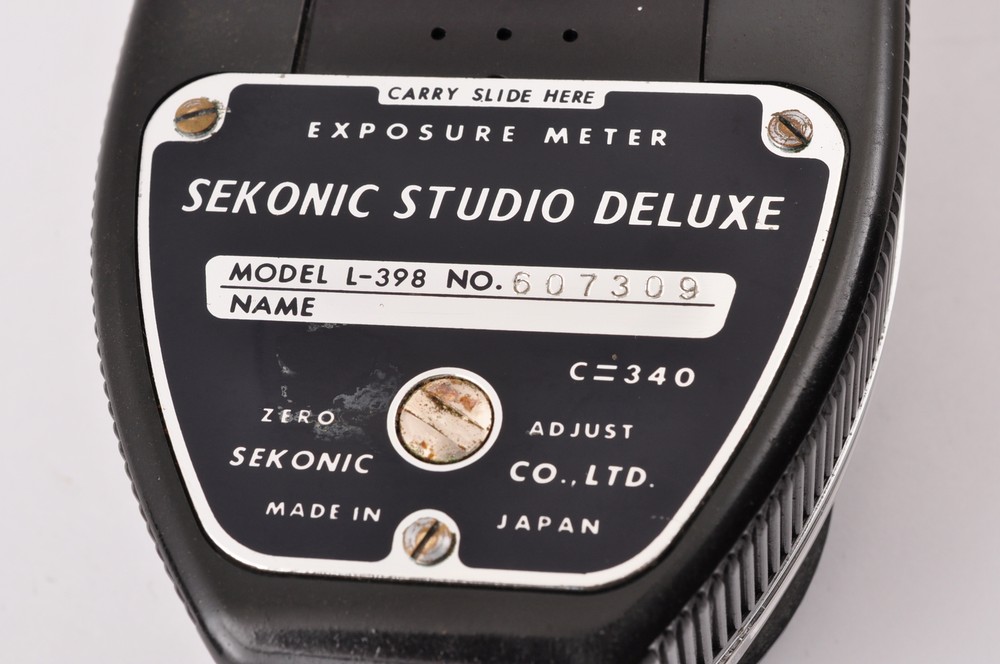 CARRY SLIDE HERE
EXPOSURE METER
SEKONIC STUDIO DELUXE
MODEL L-398 NO. 607309
NAME
C=340
ZERO ADJUST
SEKONIC CO., LTD.
MADE IN JAPAN